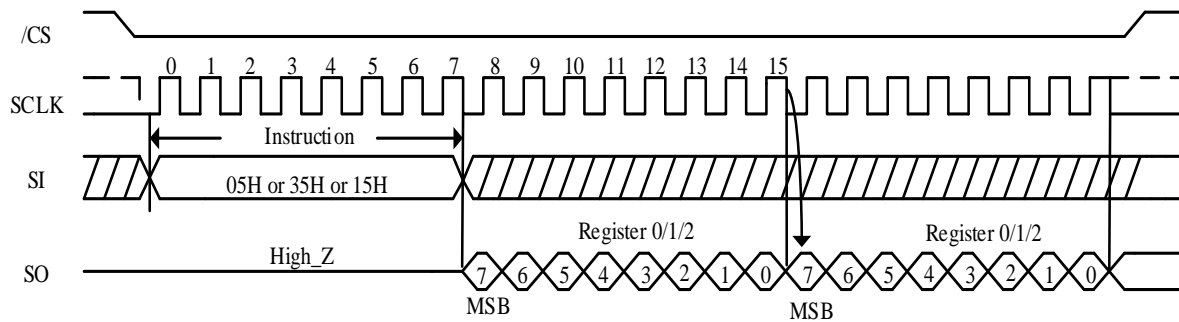 /CS
0 1 2 3 4 5 6 7 8 9 10 11 12 13 14 15
SCLK
Instruction
SI
05H or 35H or 15H
Register 0/1/2 Register 0/1/2
High_Z
SO
7 6 5 4 3 2 1 0 7 6 5 4 3 2 1 0
MSB MSB